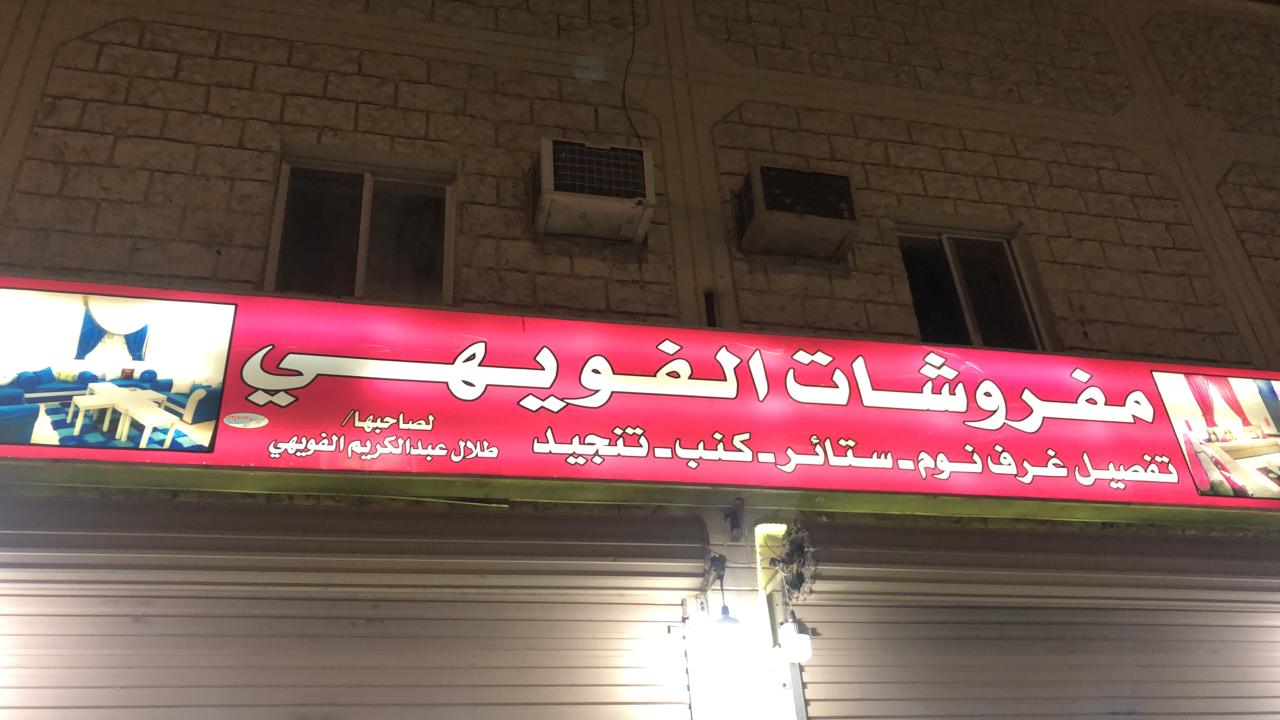 مفروشات الفويهي
تفصيل غرف نوم - ستائر - كنب - تنجيد
لصاحبها/
طلال عبدالكريم الفويهي